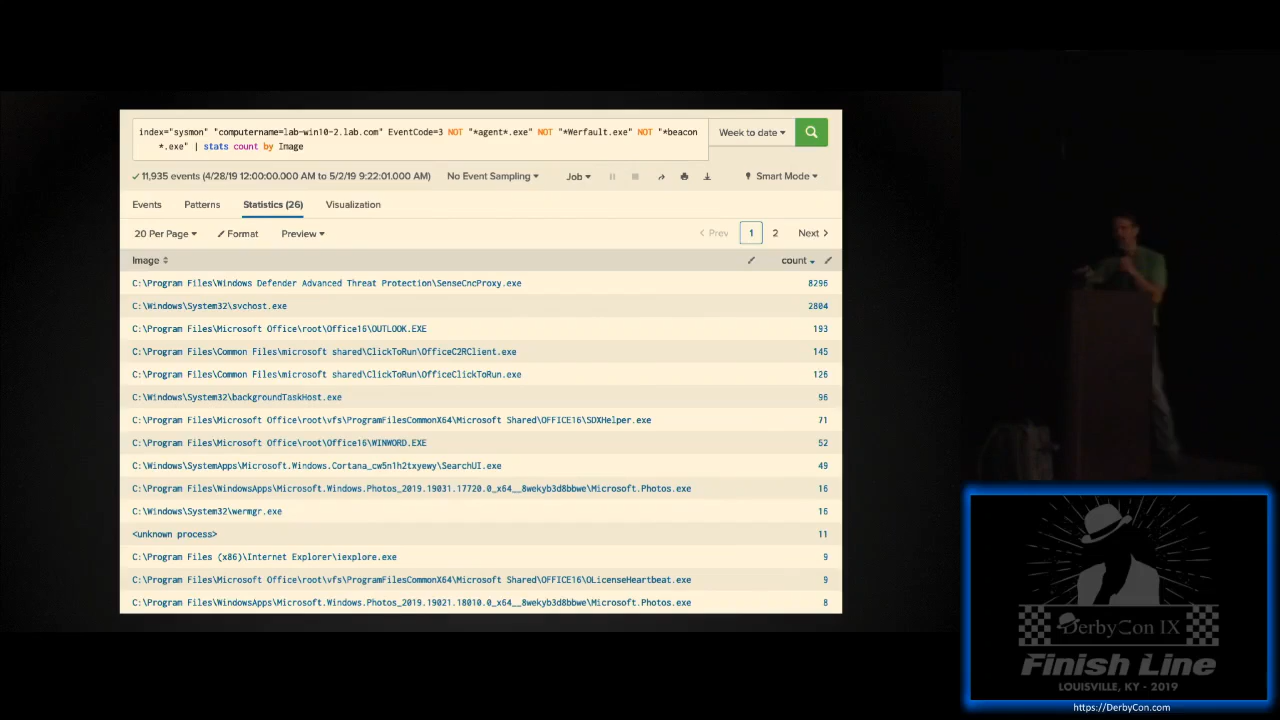 index="sysmon" "computername=lab-win10-2.lab.com" EventCode=3 NOT "*agent*.exe" NOT "*Werfault.exe" NOT "*beacon
*.exe" | stats count by Image
Week to date
11,935 events (4/28/19 12:00:00.000 AM to 5/2/19 9:22:01.000 AM)
No Event Sampling
Job
Smart Mode
Events
Patterns
Statistics (26)
Visualization
20 Per Page
Format
Preview
< Prev
1
2
Next >
Image
count
C:\Program Files\Windows Defender Advanced Threat Protection\SenseCncProxy.exe 8296
C:\Windows\System32\svchost.exe 2804
C:\Program Files\Microsoft Office\root\Office16\OUTLOOK.EXE 193
C:\Program Files\Common Files\microsoft shared\ClickToRun\OfficeC2RClient.exe 145
C:\Program Files\Common Files\microsoft shared\ClickToRun\OfficeClickToRun.exe 126
C:\Windows\System32\backgroundTaskHost.exe 96
C:\Program Files\Microsoft Office\root\vfs\ProgramFilesCommonX64\Microsoft Shared\OFFICE16\SDXHelper.exe 71
C:\Program Files\Microsoft Office\root\Office16\WINWORD.EXE 52
C:\Windows\SystemApps\Microsoft.Windows.Cortana_cw5n1h2txyewy\SearchUI.exe 49
C:\Program Files\WindowsApps\Microsoft.Windows.Photos_2019.19031.17720.0_x64__8wekyb3d8bbwe\Microsoft.Photos.exe 16
C:\Windows\System32\wermgr.exe 16
<unknown process> 11
C:\Program Files (x86)\Internet Explorer\iexplore.exe 9
C:\Program Files\Microsoft Office\root\vfs\ProgramFilesCommonX64\Microsoft Shared\OFFICE16\OLicenseHeartbeat.exe 9
C:\Program Files\WindowsApps\Microsoft.Windows.Photos_2019.19021.18010.0_x64__8wekyb3d8bbwe\Microsoft.Photos.exe 8
DerbyCon IX
Finish Line
LOUISVILLE, KY - 2019
https://DerbyCon.com